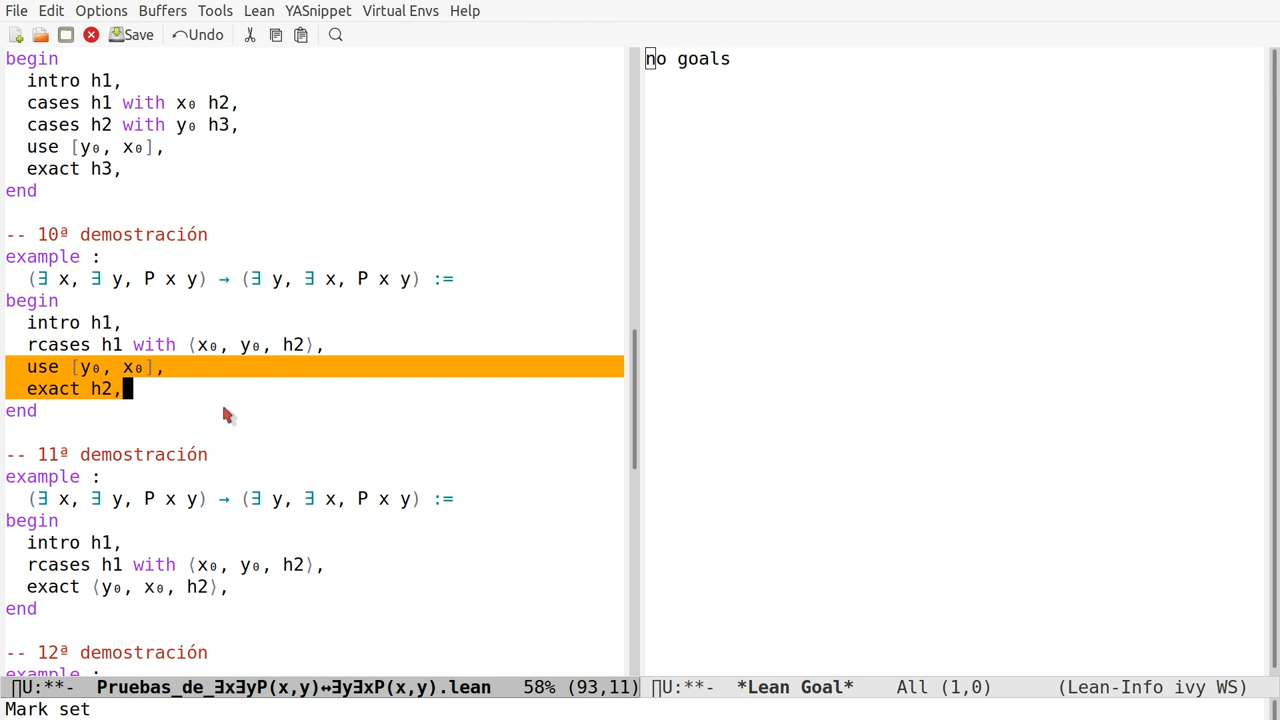 File Edit Options Buffers Tools Lean YASnippet Virtual Envs Help
Save Undo
begin
  intro h1,
  cases h1 with x₀ h2,
  cases h2 with y₀ h3,
  use [y₀, x₀],
  exact h3,
end
-- 10ª demostración
example :
  (∃ x, ∃ y, P x y) → (∃ y, ∃ x, P x y) :=
begin
  intro h1,
  rcases h1 with ⟨x₀, y₀, h2⟩,
  use [y₀, x₀],
  exact h2,
end
-- 11ª demostración
example :
  (∃ x, ∃ y, P x y) → (∃ y, ∃ x, P x y) :=
begin
  intro h1,
  rcases h1 with ⟨x₀, y₀, h2⟩,
  exact ⟨y₀, x₀, h2⟩,
end
-- 12ª demostración
example :
∏U:**-  Pruebas_de_∃x∃yP(x,y)↔∃y∃xP(x,y).lean   58% (93,11)
Mark set
no goals
∏U:**-  *Lean Goal*    All (1,0)      (Lean-Info ivy WS)